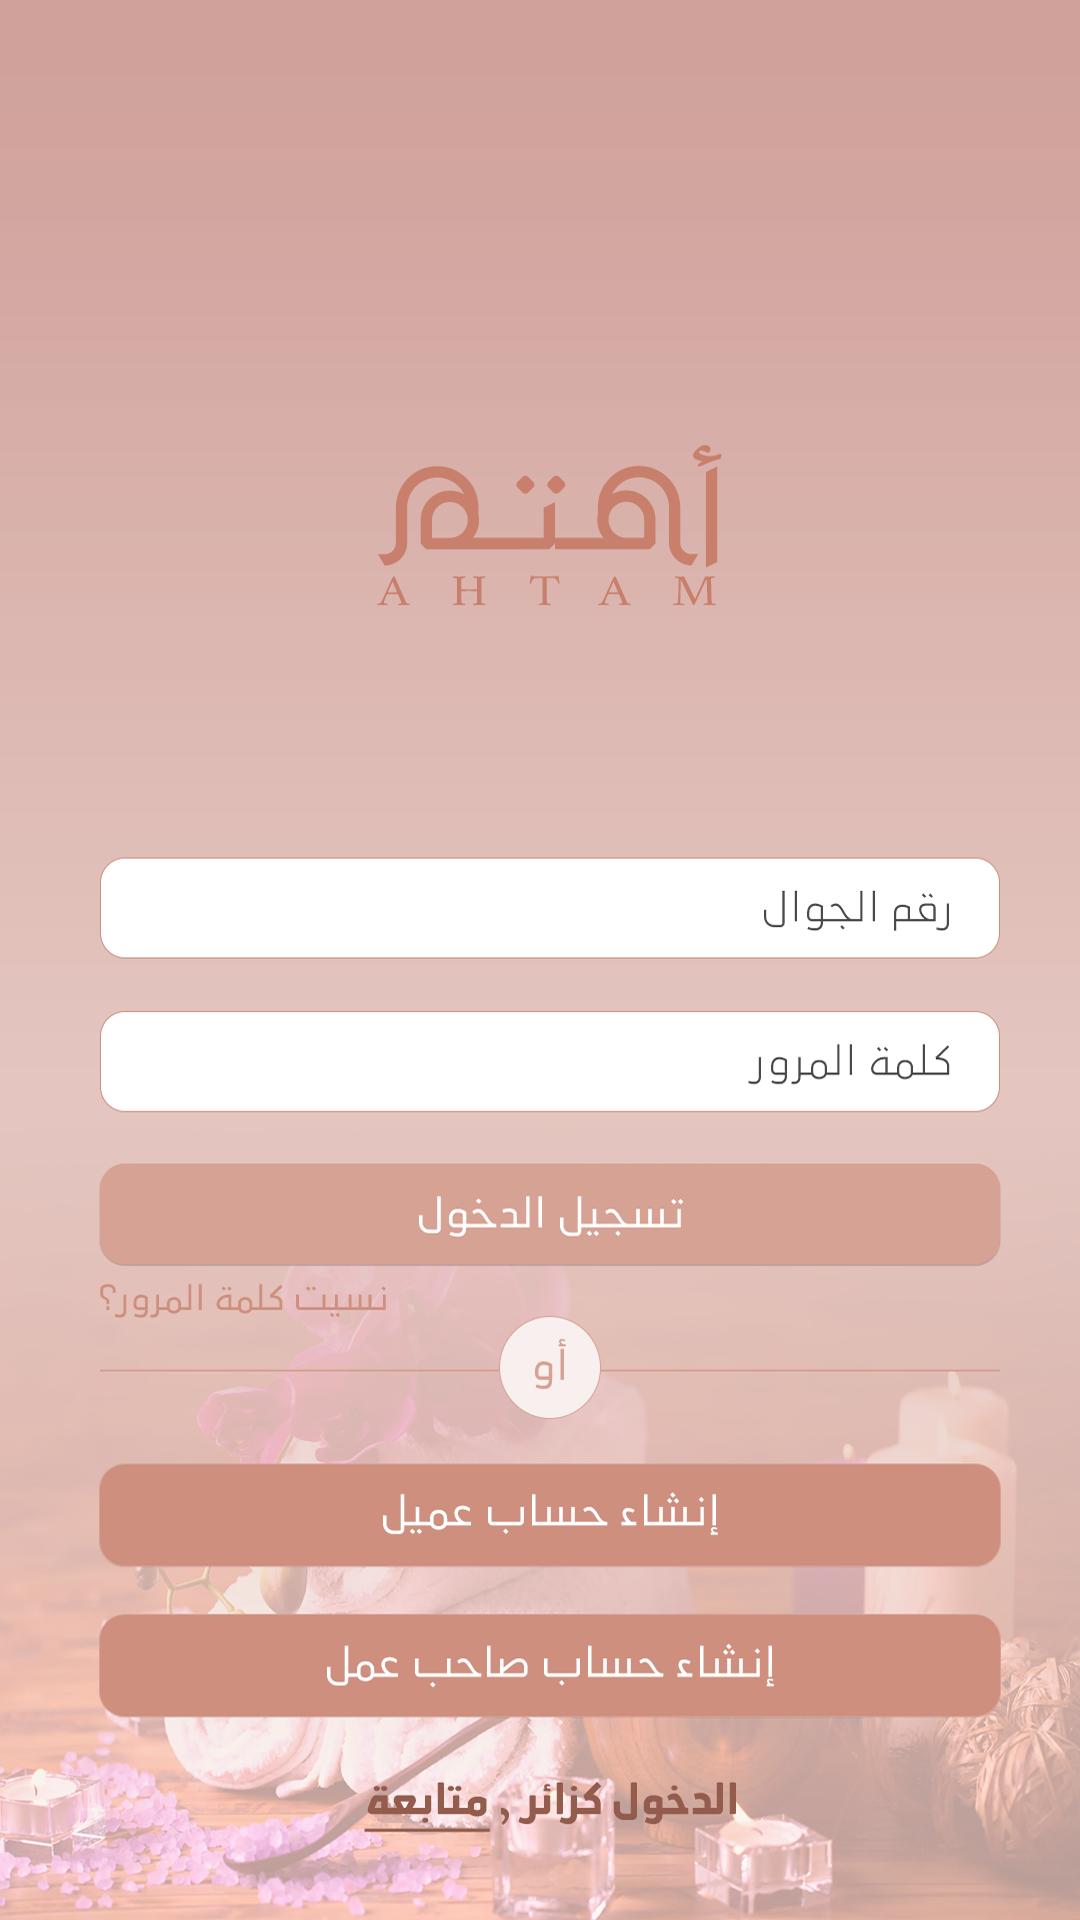 أهتم
AHTAM
رقم الجوال
كلمة المرور
تسجيل الدخول
نسيت كلمة المرور؟
أو
إنشاء حساب عميل
إنشاء حساب صاحب عمل
الدخول كزائر , متابعة